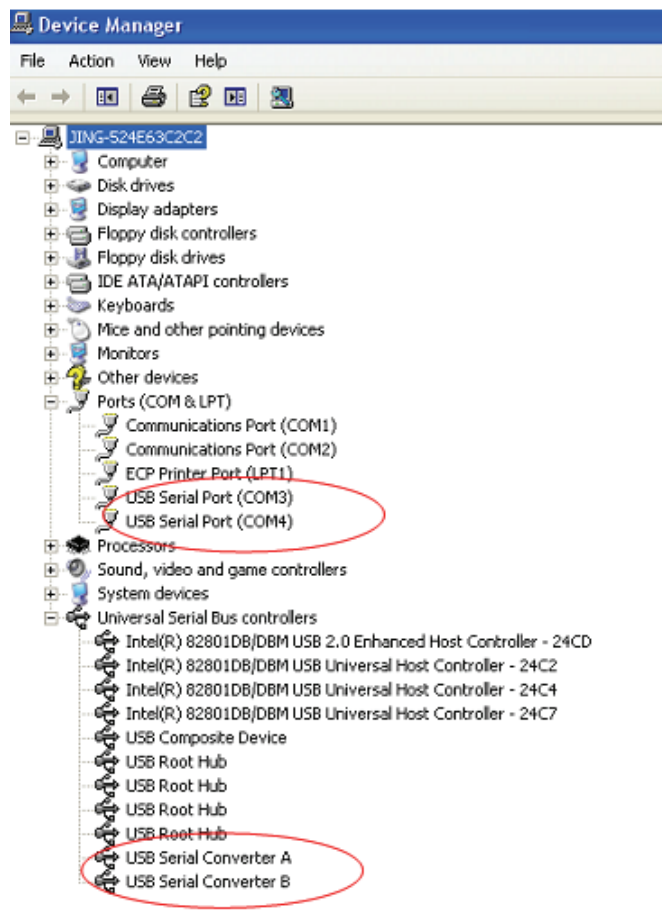 Device Manager
File Action View Help
JING-524E63C2C2
Computer
Disk drives
Display adapters
Floppy disk controllers
Floppy disk drives
IDE ATA/ATAPI controllers
Keyboards
Mice and other pointing devices
Monitors
Other devices
Ports (COM & LPT)
Communications Port (COM1)
Communications Port (COM2)
ECP Printer Port (LPT1)
USB Serial Port (COM3)
USB Serial Port (COM4)
Processors
Sound, video and game controllers
System devices
Universal Serial Bus controllers
Intel(R) 82801DB/DBM USB 2.0 Enhanced Host Controller - 24CD
Intel(R) 82801DB/DBM USB Universal Host Controller - 24C2
Intel(R) 82801DB/DBM USB Universal Host Controller - 24C4
Intel(R) 82801DB/DBM USB Universal Host Controller - 24C7
USB Composite Device
USB Root Hub
USB Root Hub
USB Root Hub
USB Root Hub
USB Serial Converter A
USB Serial Converter B